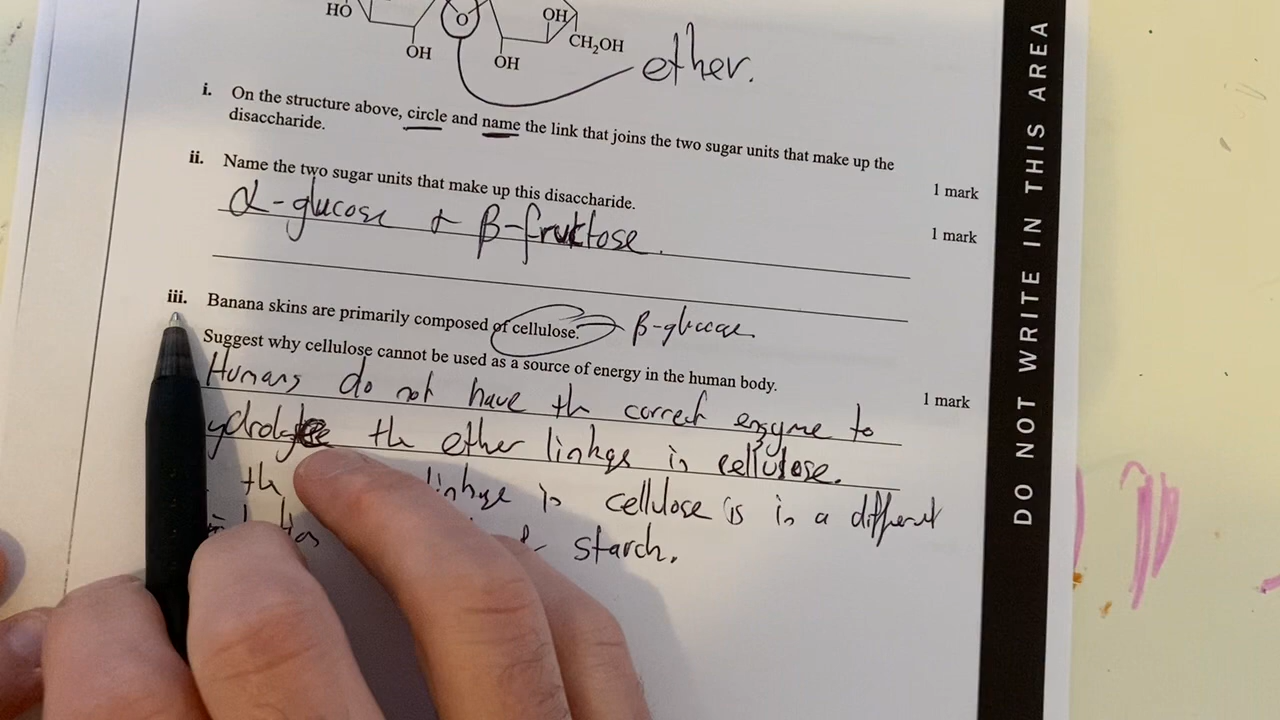 HO
O
OH
OH
OH
CH₂OH
ether.
i. On the structure above, circle and name the link that joins the two sugar units that make up the
disaccharide.
1 mark
ii. Name the two sugar units that make up this disaccharide.
1 mark
α-glucose + β-fructose.
iii. Banana skins are primarily composed of cellulose. β-glucose
Suggest why cellulose cannot be used as a source of energy in the human body.
1 mark
Humans do not have the correct enzyme to
the ether linkage in cellulose.
th linkage in cellulose is in a different
starch.
DO NOT WRITE IN THIS AREA